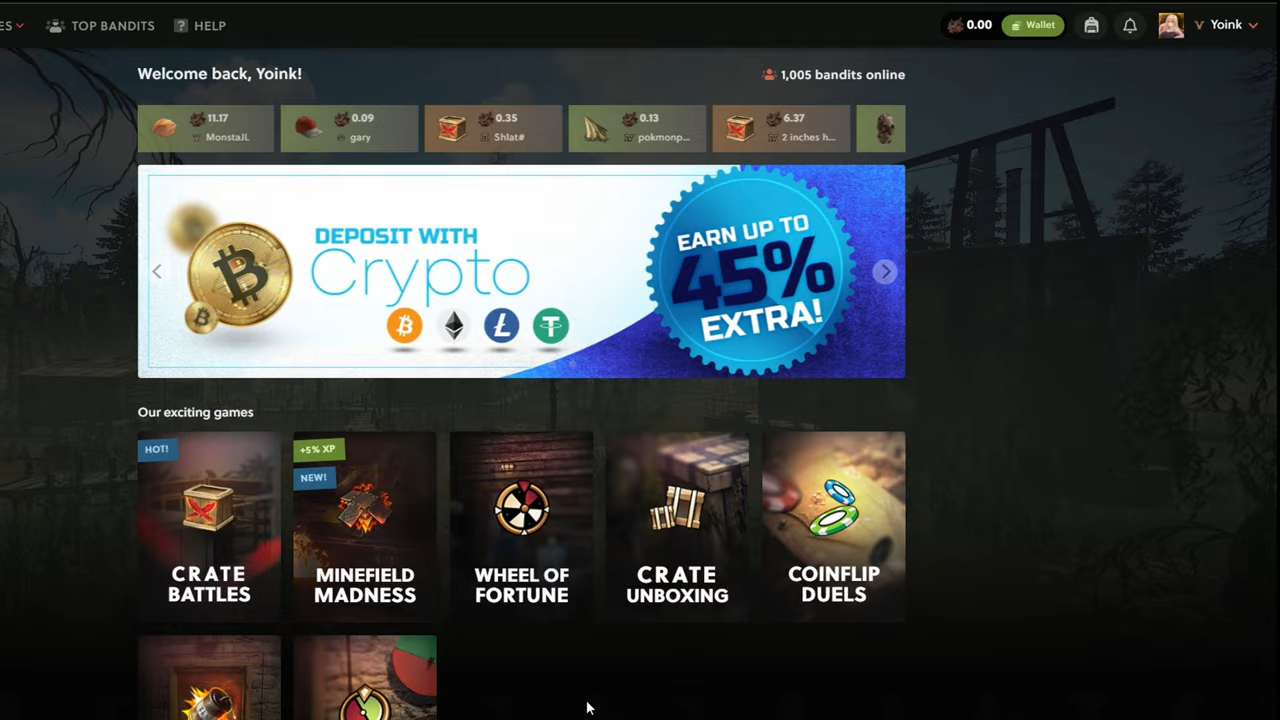 ES TOP BANDITS HELP 0.00 Wallet Yoink
Welcome back, Yoink! 1,005 bandits online
11.17 0.09 0.35 0.13 6.37
MonstaJL gary Shlat# pokmonp... 2 inches h...
DEPOSIT WITH
Crypto
EARN UP TO
45%
EXTRA!
Our exciting games
HOT! +5% XP
NEW!
CRATE
BATTLES
MINEFIELD
MADNESS
WHEEL OF
FORTUNE
CRATE
UNBOXING
COINFLIP
DUELS